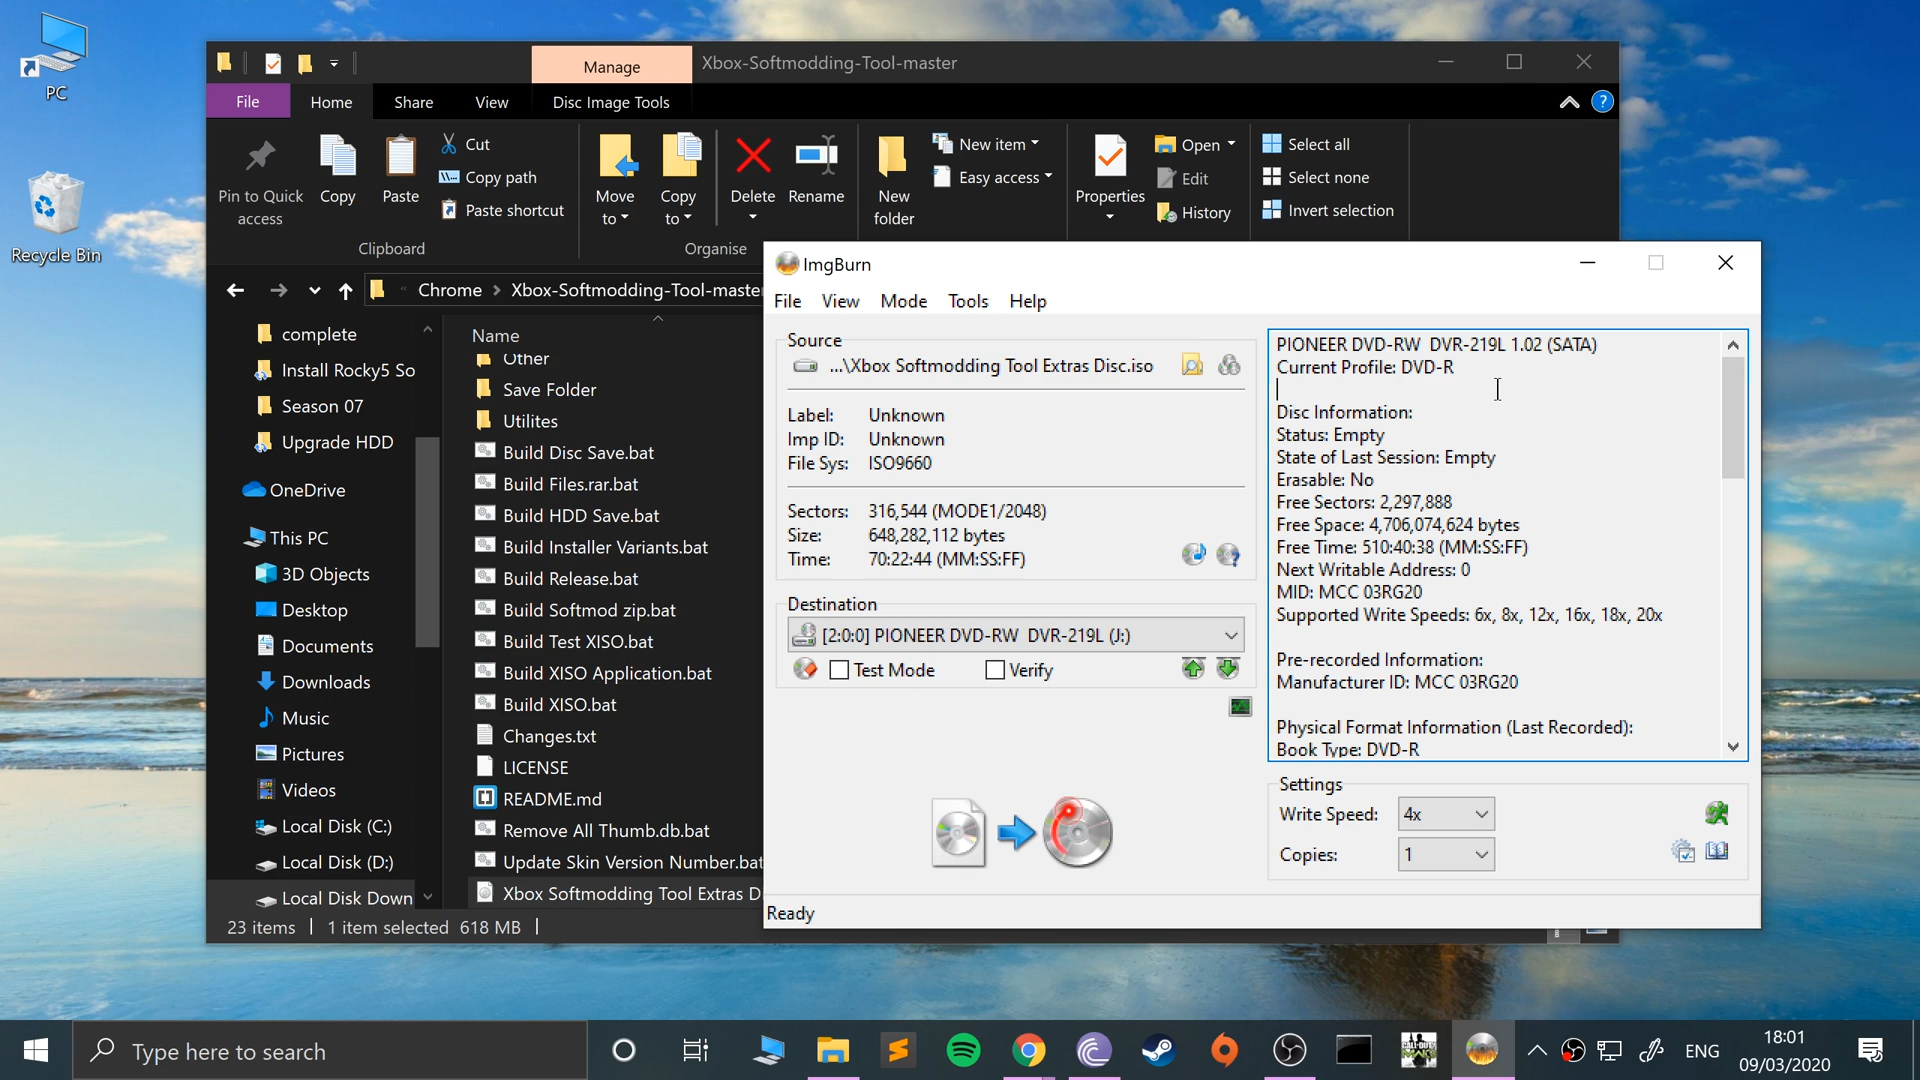 PC
Recycle Bin
Manage
Xbox-Softmodding-Tool-master
File
Home
Share
View
Disc Image Tools
Pin to Quick access
Copy
Paste
Cut
Copy path
Paste shortcut
Clipboard
Move to
Copy to
Delete
Rename
Organise
New folder
New item
Easy access
Properties
Open
Edit
History
Select all
Select none
Invert selection
Chrome > Xbox-Softmodding-Tool-master
complete
Install Rocky5 So
Season 07
Upgrade HDD
OneDrive
This PC
3D Objects
Desktop
Documents
Downloads
Music
Pictures
Videos
Local Disk (C:)
Local Disk (D:)
Local Disk Down
Name
Other
Save Folder
Utilites
Build Disc Save.bat
Build Files.rar.bat
Build HDD Save.bat
Build Installer Variants.bat
Build Release.bat
Build Softmod zip.bat
Build Test XISO.bat
Build XISO Application.bat
Build XISO.bat
Changes.txt
LICENSE
README.md
Remove All Thumb.db.bat
Update Skin Version Number.bat
Xbox Softmodding Tool Extras D
23 items
1 item selected 618 MB
ImgBurn
File View Mode Tools Help
Source
...\Xbox Softmodding Tool Extras Disc.iso
Label: Unknown
Imp ID: Unknown
File Sys: ISO9660
Sectors: 316,544 (MODE1/2048)
Size: 648,282,112 bytes
Time: 70:22:44 (MM:SS:FF)
Destination
[2:0:0] PIONEER DVD-RW DVR-219L (J:)
Test Mode
Verify
Ready
PIONEER DVD-RW DVR-219L 1.02 (SATA)
Current Profile: DVD-R
Disc Information:
Status: Empty
State of Last Session: Empty
Erasable: No
Free Sectors: 2,297,888
Free Space: 4,706,074,624 bytes
Free Time: 510:40:38 (MM:SS:FF)
Next Writable Address: 0
MID: MCC 03RG20
Supported Write Speeds: 6x, 8x, 12x, 16x, 18x, 20x
Pre-recorded Information:
Manufacturer ID: MCC 03RG20
Physical Format Information (Last Recorded):
Book Type: DVD-R
Settings
Write Speed: 4x
Copies: 1
Type here to search
ENG
18:01
09/03/2020